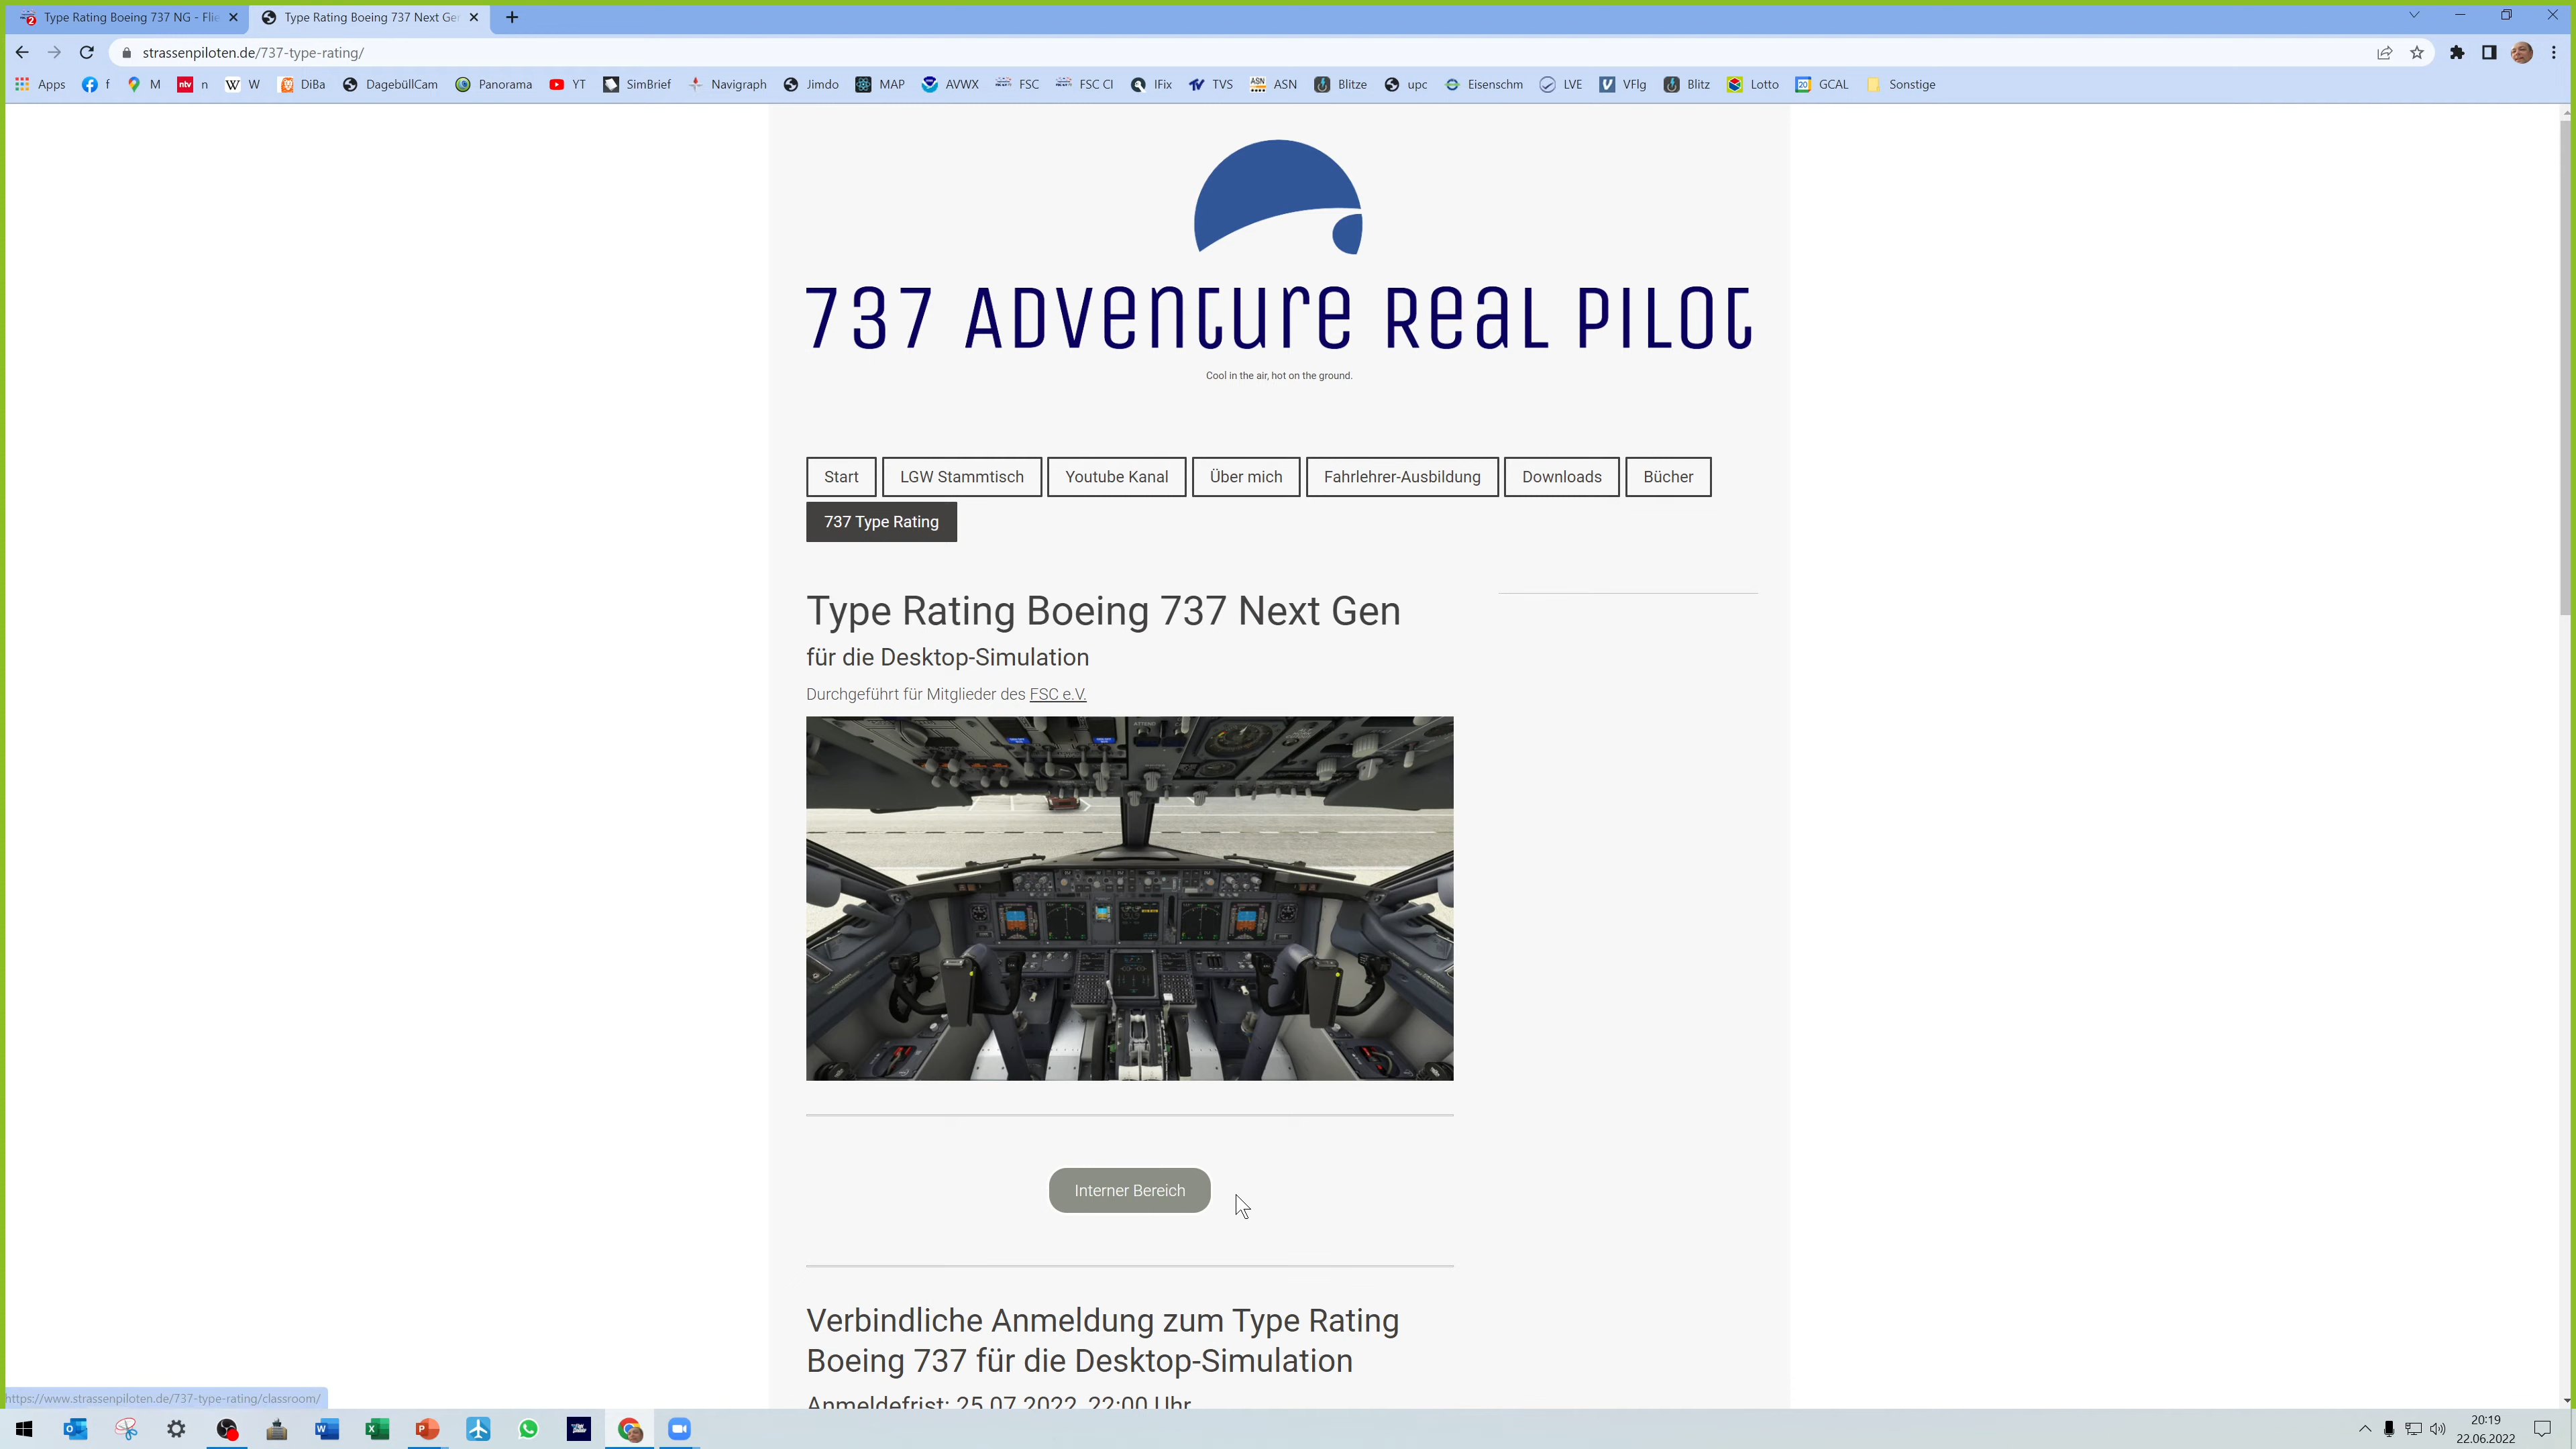 Type Rating Boeing 737 NG - Flie
Type Rating Boeing 737 Next Ge
strassenpiloten.de/737-type-rating/
Apps f M n W DiBa DagebüllCam Panorama YT SimBrief Navigraph Jimdo MAP AVWX FSC FSC CI IFix TVS ASN Blitze upc Eisenschm LVE VFlg Blitz Lotto GCAL Sonstige
737 Adventure Real Pilot
Cool in the air, hot on the ground.
Start LGW Stammtisch Youtube Kanal Über mich Fahrlehrer-Ausbildung Downloads Bücher
737 Type Rating
Type Rating Boeing 737 Next Gen
für die Desktop-Simulation
Durchgeführt für Mitglieder des FSC e.V.
Interner Bereich
Verbindliche Anmeldung zum Type Rating
Boeing 737 für die Desktop-Simulation
Anmeldefrist: 25.07.2022, 22:00 Uhr
https://www.strassenpiloten.de/737-type-rating/classroom/
20:19
22.06.2022